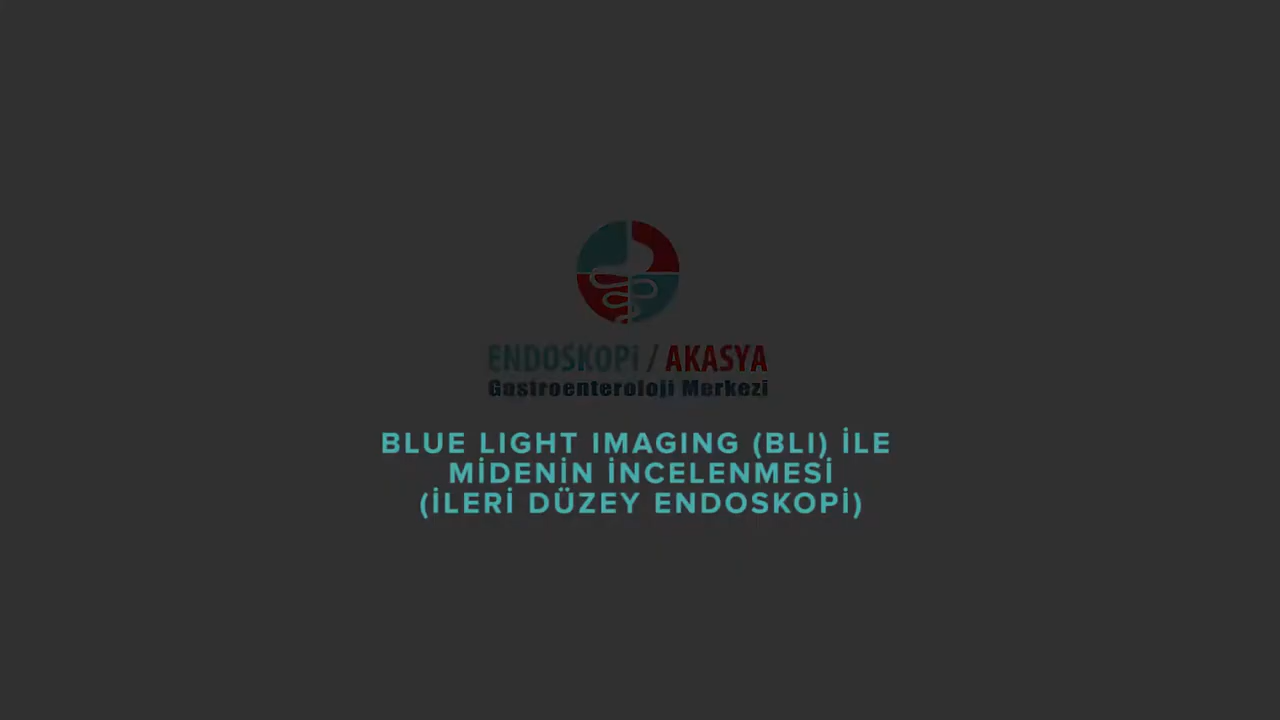 ENDOSKOPİ / AKASYA
Gastroenteroloji Merkezi
BLUE LIGHT IMAGING (BLI) İLE
MİDENİN İNCELENMESİ
(İLERİ DÜZEY ENDOSKOPİ)